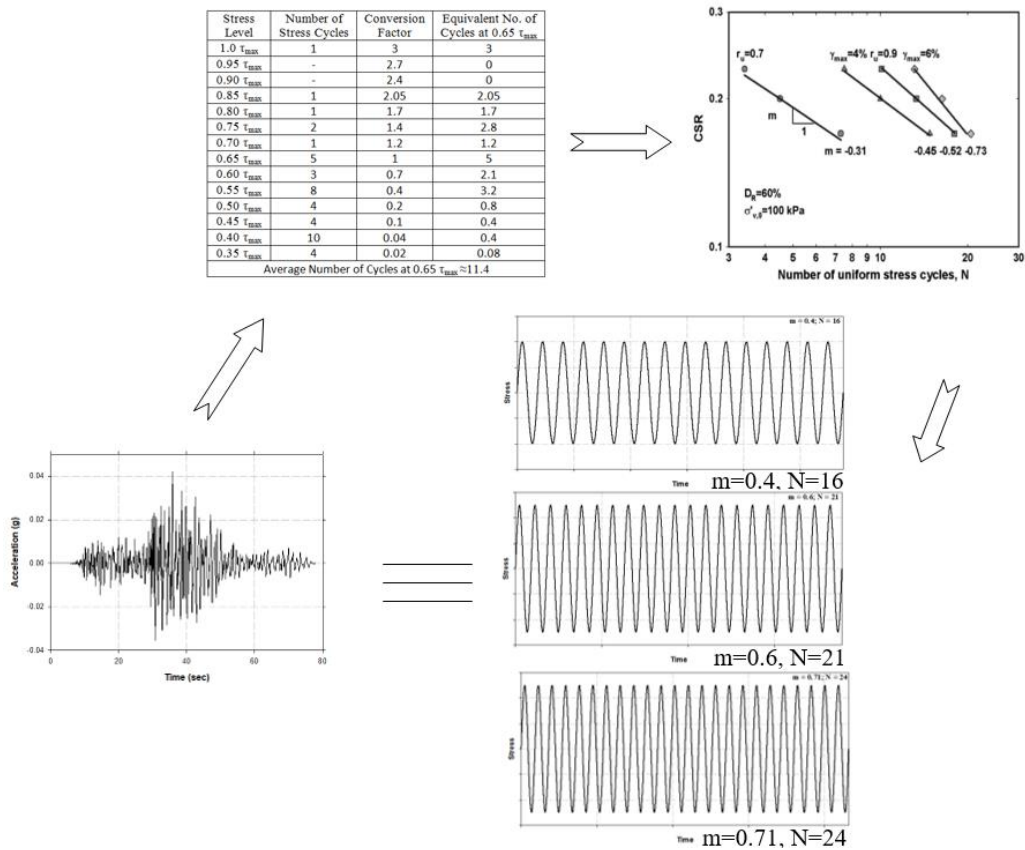 Stress Level Number of Stress Cycles Conversion Factor Equivalent No. of Cycles at 0.65 τmax
1.0 τmax 1 3 3
0.95 τmax - 2.7 0
0.90 τmax - 2.4 0
0.85 τmax 1 2.05 2.05
0.80 τmax 1 1.7 1.7
0.75 τmax 2 1.4 2.8
0.70 τmax 1 1.2 1.2
0.65 τmax 5 1 5
0.60 τmax 3 0.7 2.1
0.55 τmax 8 0.4 3.2
0.50 τmax 4 0.2 0.8
0.45 τmax 4 0.1 0.4
0.40 τmax 10 0.04 0.4
0.35 τmax 4 0.02 0.08
Average Number of Cycles at 0.65 τmax ≈11.4
0.3
ru=0.7 γmax=4% ru=0.9 γmax=6%
0.2
CSR
m
1
m = -0.31 -0.45 -0.52 -0.73
DR=60%
σ'v,0=100 kPa
0.1
3 4 5 6 7 8 9 10 20 30
Number of uniform stress cycles, N
m = 0.4; N = 16
Stress
Time
m=0.4, N=16
m = 0.6; N = 21
Stress
Time
m=0.6, N=21
m = 0.71; N = 24
Stress
Time
m=0.71, N=24
0.04
0.02
0.00
-0.02
-0.04
Acceleration (g)
0 20 40 60 80
Time (sec)